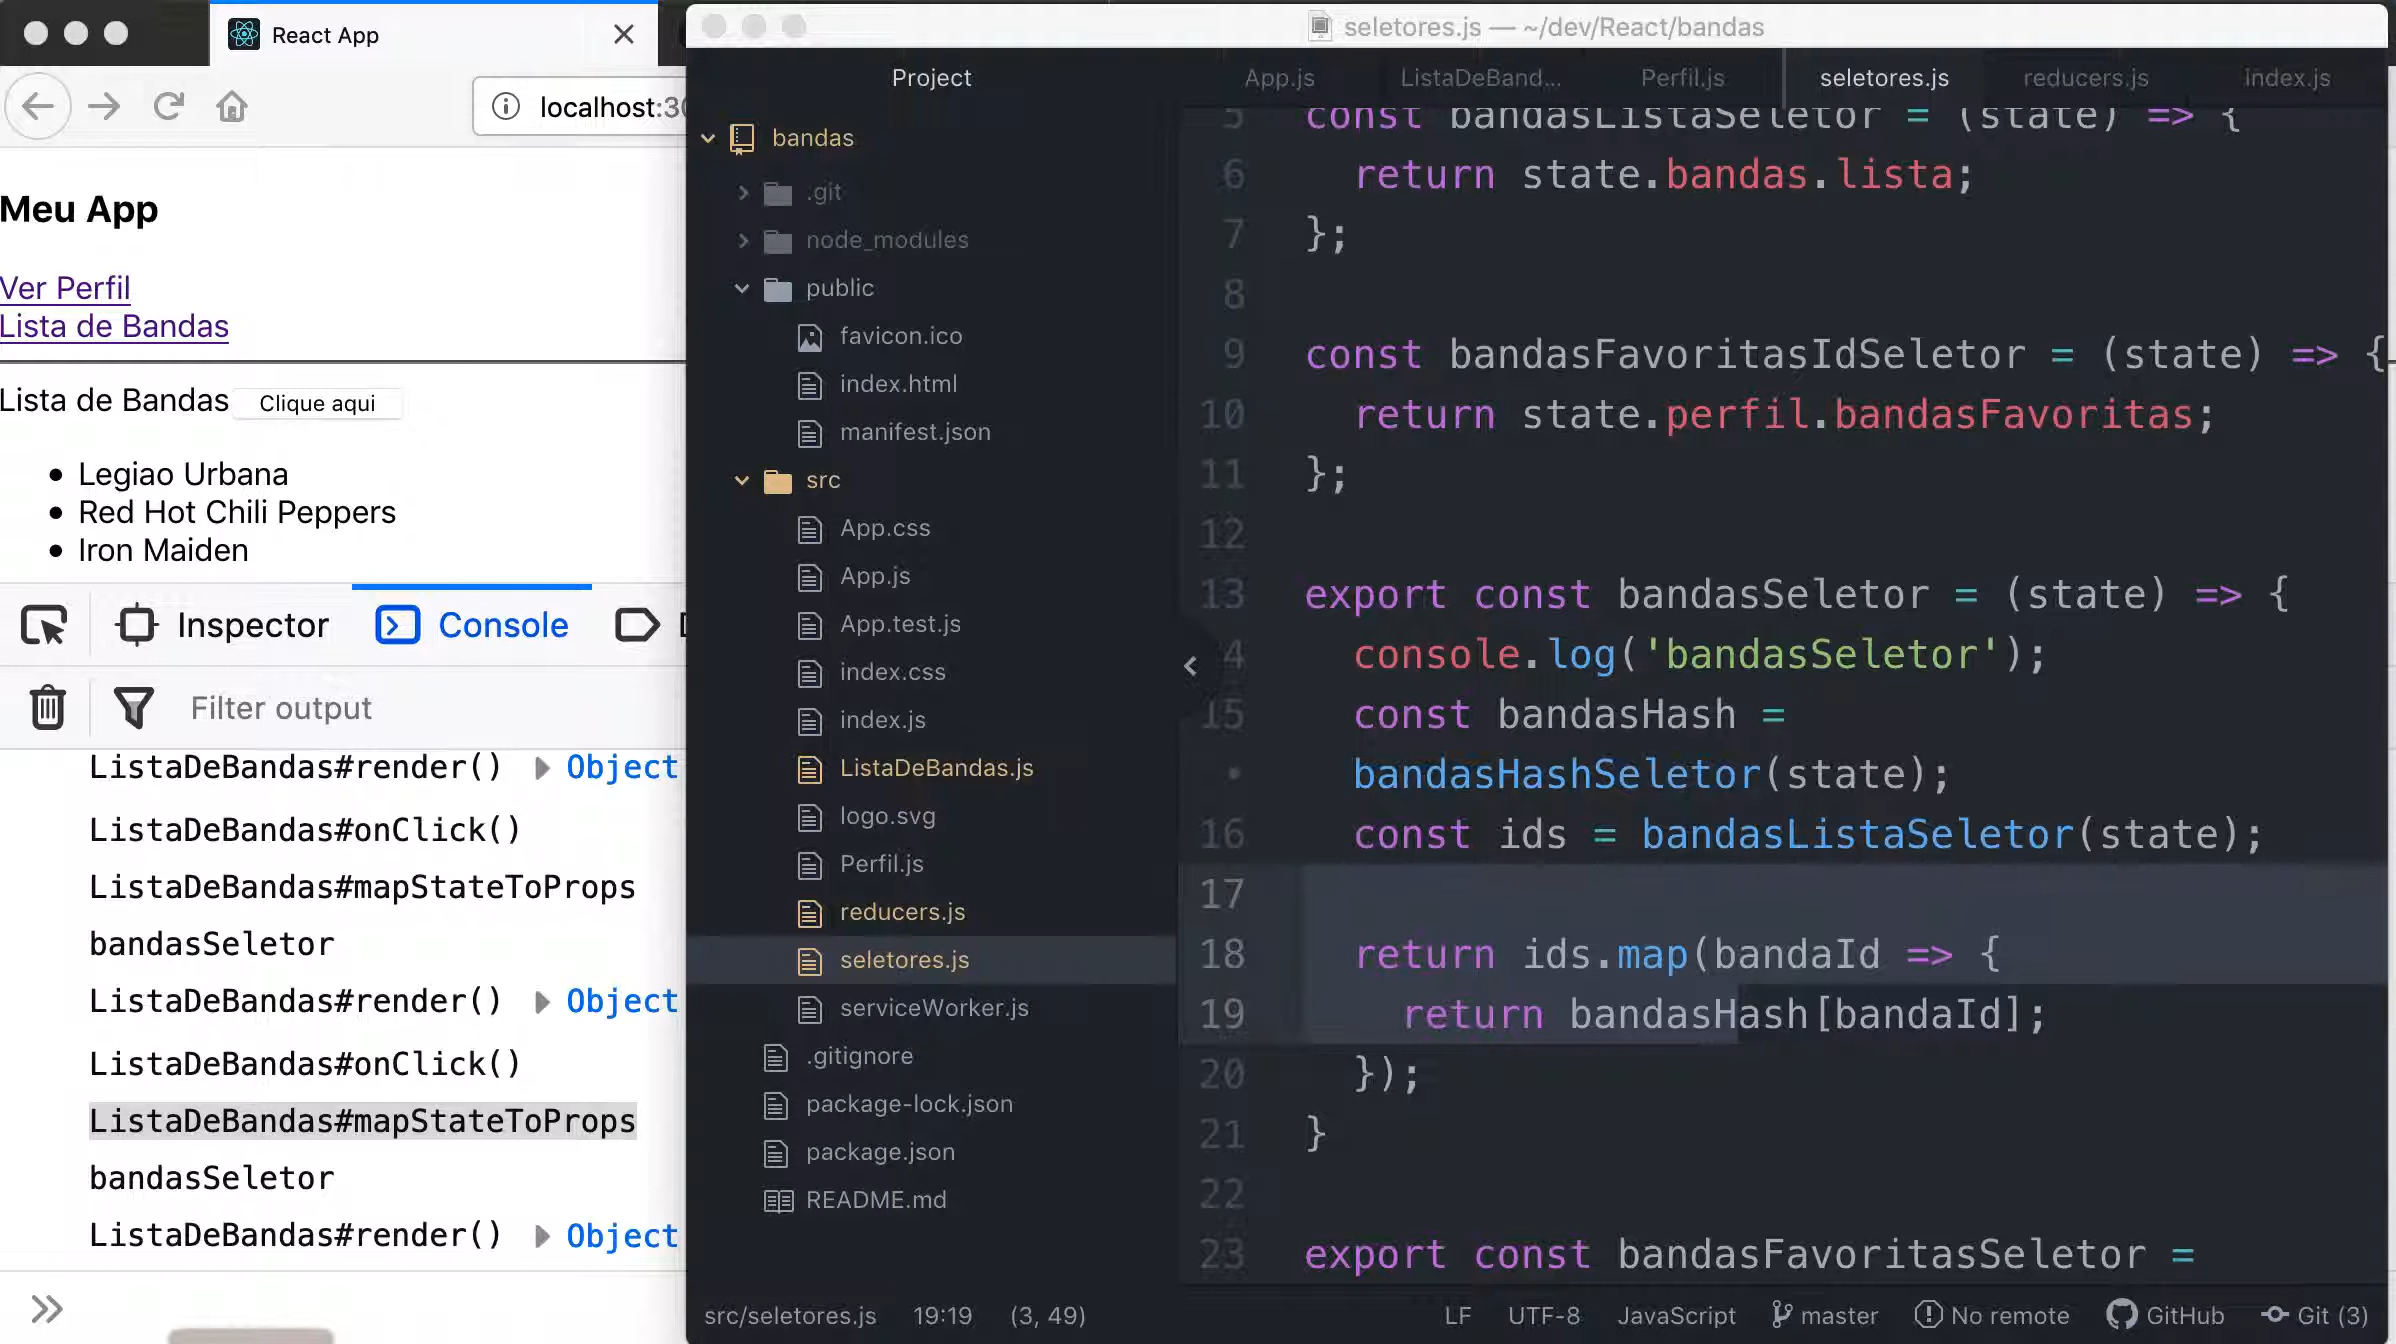 React App
localhost:30
Meu App
Ver Perfil
Lista de Bandas
Lista de Bandas Clique aqui
Legiao Urbana
Red Hot Chili Peppers
Iron Maiden
Inspector Console
Filter output
ListaDeBandas#render() Object
ListaDeBandas#onClick()
ListaDeBandas#mapStateToProps
bandasSeletor
ListaDeBandas#render() Object
ListaDeBandas#onClick()
ListaDeBandas#mapStateToProps
bandasSeletor
ListaDeBandas#render() Object
seletores.js — ~/dev/React/bandas
Project
bandas
.git
node_modules
public
favicon.ico
index.html
manifest.json
src
App.css
App.js
App.test.js
index.css
index.js
ListaDeBandas.js
logo.svg
Perfil.js
reducers.js
seletores.js
serviceWorker.js
.gitignore
package-lock.json
package.json
README.md
App.js ListaDeBand... Perfil.js seletores.js reducers.js index.js
5 const bandasListaSeletor = (state) => {
6 return state.bandas.lista;
7 };
8
9 const bandasFavoritasIdSeletor = (state) => {
10 return state.perfil.bandasFavoritas;
11 };
12
13 export const bandasSeletor = (state) => {
14 console.log('bandasSeletor');
15 const bandasHash =
• bandasHashSeletor(state);
16 const ids = bandasListaSeletor(state);
17
18 return ids.map(bandaId => {
19 return bandasHash[bandaId];
20 });
21 }
22
23 export const bandasFavoritasSeletor =
src/seletores.js 19:19 (3, 49) LF UTF-8 JavaScript master No remote GitHub Git (3)